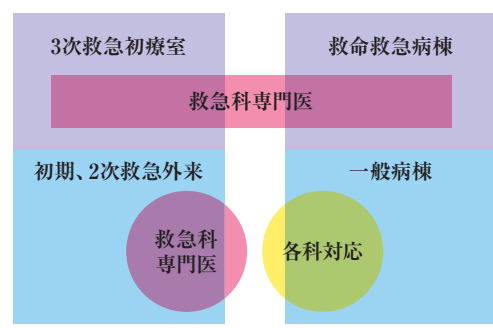 3次救急初療室
救命救急病棟
救急科専門医
初期、2次救急外来
一般病棟
救急科
専門医
各科対応